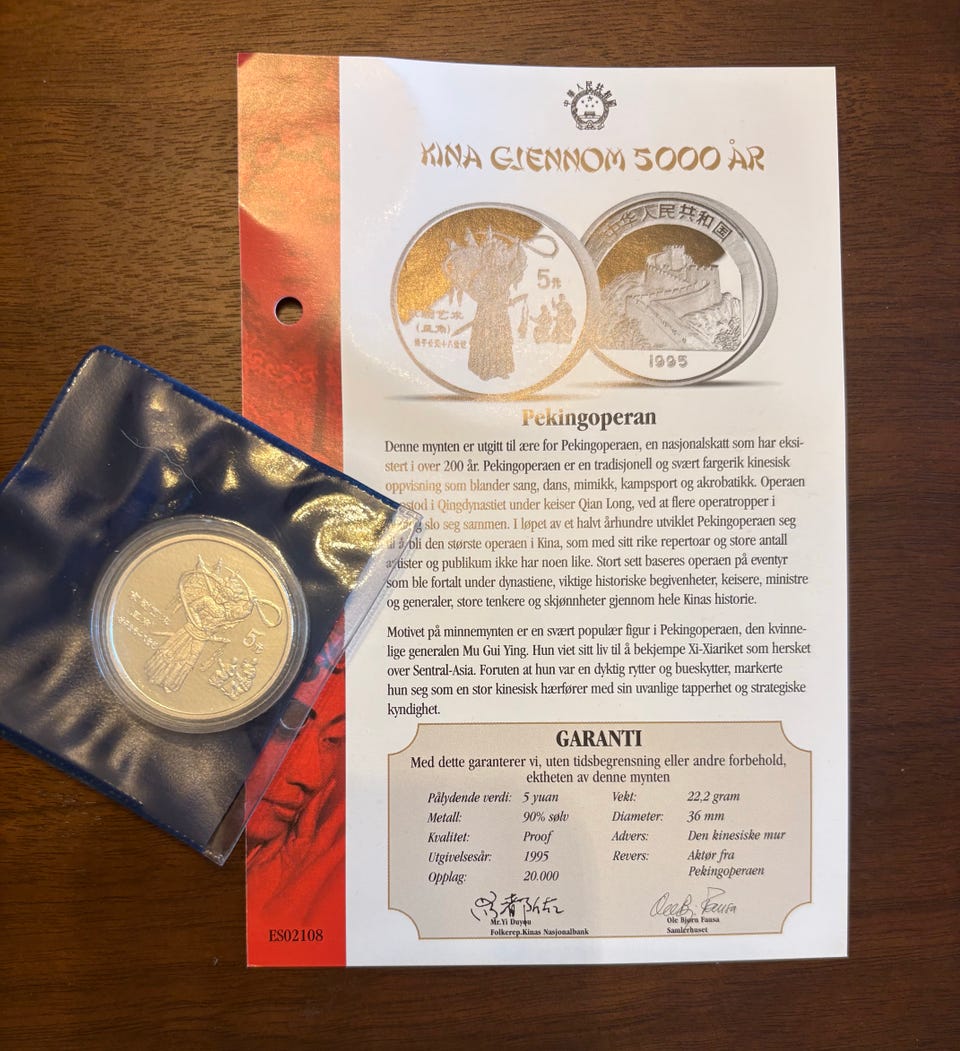 中華人民共和國
KINA GJENNOM 5000 ÅR
5元
艺术
中华人民共和国
1995
Pekingoperan
Denne mynten er utgitt til ære for Pekingoperaen, en nasjonalskatt som har eksi-
stert i over 200 år. Pekingoperaen er en tradisjonell og svært fargerik kinesisk
oppvisning som blander sang, dans, mimikk, kampsport og akrobatikk. Operaen
stod i Qingdynastiet under keiser Qian Long, ved at flere operatropper i
slo seg sammen. I løpet av et halvt århundre utviklet Pekingoperaen seg
til å bli den største operaen i Kina, som med sitt rike repertoar og store antall
artister og publikum ikke har noen like. Stort sett baseres operaen på eventyr
som ble fortalt under dynastiene, viktige historiske begivenheter, keisere, ministre
og generaler, store tenkere og skjønnheter gjennom hele Kinas historie.
Motivet på minnemynten er en svært populær figur i Pekingoperaen, den kvinne-
lige generalen Mu Gui Ying. Hun viet sitt liv til å bekjempe Xi-Xiariket som hersket
over Sentral-Asia. Foruten at hun var en dyktig rytter og bueskytter, markerte
hun seg som en stor kinesisk hærfører med sin uvanlige tapperhet og strategiske
kyndighet.
5元
GARANTI
Med dette garanterer vi, uten tidsbegrensning eller andre forbehold,
ektheten av denne mynten
Pålydende verdi: 5 yuan Vekt: 22,2 gram
Metall: 90% sølv Diameter: 36 mm
Kvalitet: Proof Advers: Den kinesiske mur
Utgivelsesår: 1995 Revers: Aktør fra
Pekingoperaen
Opplag: 20.000
Mr.Yi Duyou
Folkerep.Kinas Nasjonalbank
Ole Bjørn Fausa
Samlerhuset
ES02108